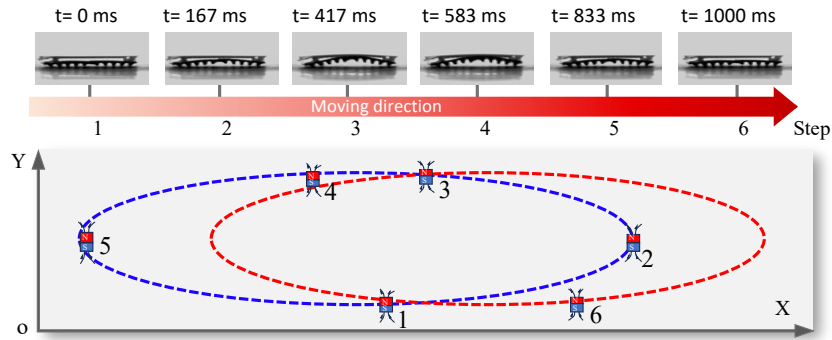 t= 0 ms t= 167 ms t= 417 ms t= 583 ms t= 833 ms t= 1000 ms
Moving direction
1 2 3 4 5 6 Step
Y
N S 4
N S 3
N S 5
N S 2
N S 1
N S 6
X
o